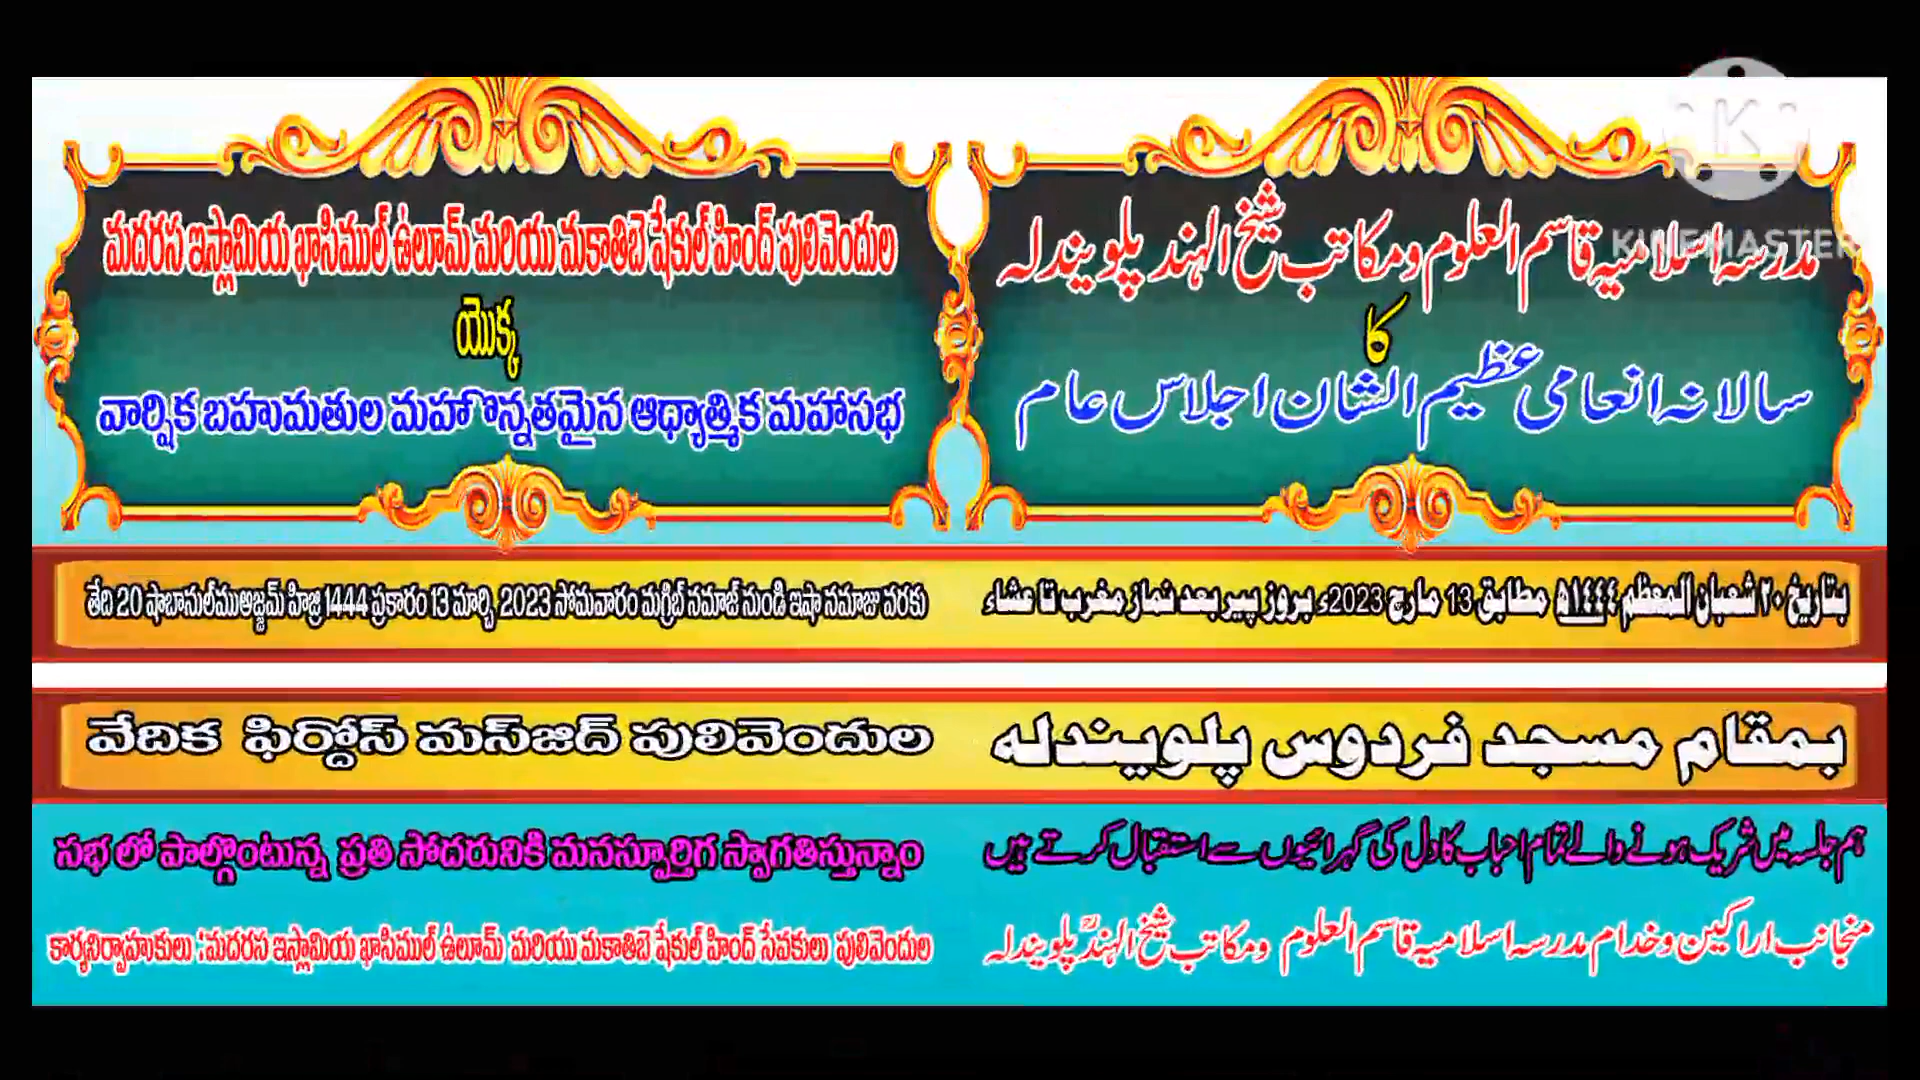 మదరస ఇస్లామియ ఖాసిముల్ ఉలూమ్ మరియు మకాతిబె షేకుల్ హింద్ పులివెందుల
యొక్క
వార్షిక బహుమతుల మహొన్నతమైన ఆధ్యాత్మిక మహాసభ
مدرسہ اسلامیہ قاسم العلوم و مکاتب شیخ الہند پلویندلہ
کا
سالانہ انعامی عظیم الشان اجلاس عام
తేది 20 షాబానుల్ముఅజ్జమ్ హిజ్రి 1444 ప్రకారం 13 మార్చి 2023 సోమవారం మగ్రిబ్ నమాజ్ నుండి ఇషా నమాజు వరకు
بتاریخ ۲۰ شعبان المعظم ۱۴۴۴ھ مطابق 13 مارچ 2023ء بروز پیر بعد نماز مغرب تا عشاء
వేదిక ఫిర్దోస్ మస్జిద్ పులివెందుల
بمقام مسجد فردوس پلویندلہ
సభ లో పాల్గొంటున్న ప్రతి సోదరునికి మనస్ఫూర్తిగ స్వాగతిస్తున్నాం
ہم جلسہ میں شریک ہونے والے تمام احباب کا دل کی گہرائیوں سے استقبال کرتے ہیں
కార్యనిర్వాహకులు :మదరస ఇస్లామియ ఖాసిముల్ ఉలూమ్ మరియు మకాతిబె షేకుల్ హింద్ సేవకులు పులివెందుల
منجانب اراکین و خدام مدرسہ اسلامیہ قاسم العلوم و مکاتب شیخ الہندؒ پلویندلہ
KINEMASTER